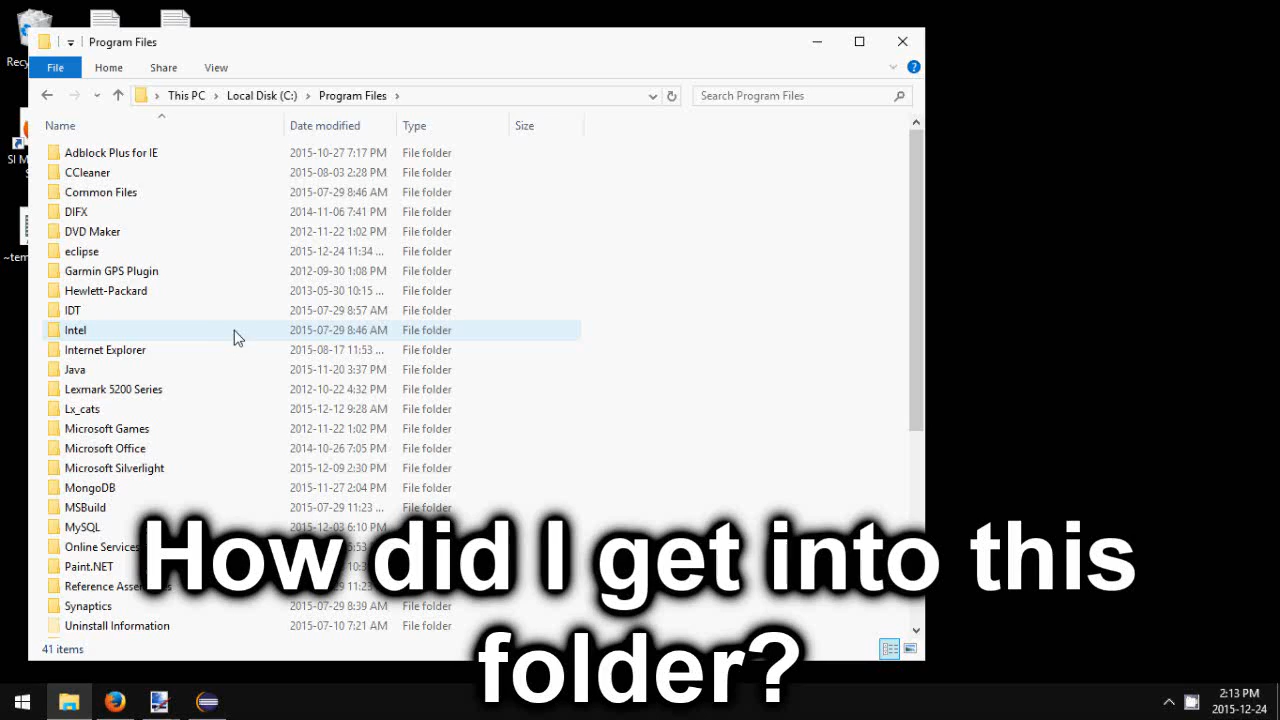 Program Files
File Home Share View
This PC Local Disk (C:) Program Files Search Program Files
Name Date modified Type Size
Adblock Plus for IE 2015-10-27 7:17 PM File folder
CCleaner 2015-08-03 2:28 PM File folder
Common Files 2015-07-29 8:46 AM File folder
DIFX 2014-11-06 7:41 PM File folder
DVD Maker 2012-11-22 1:02 PM File folder
eclipse 2015-12-24 11:34 ... File folder
Garmin GPS Plugin 2012-09-30 1:08 PM File folder
Hewlett-Packard 2013-05-30 10:15 ... File folder
IDT 2015-07-29 8:57 AM File folder
Intel 2015-07-29 8:46 AM File folder
Internet Explorer 2015-08-17 11:53 ... File folder
Java 2015-11-20 3:37 PM File folder
Lexmark 5200 Series 2012-10-22 4:32 PM File folder
Lx_cats 2015-12-12 9:28 AM File folder
Microsoft Games 2012-11-22 1:02 PM File folder
Microsoft Office 2014-10-26 7:05 PM File folder
Microsoft Silverlight 2015-12-09 2:30 PM File folder
MongoDB 2015-11-27 2:04 PM File folder
MSBuild 2015-07-29 11:23 ... File folder
MySQL 6:10 PM File folder
Online Services
Paint.NET
Reference
Synaptics 2015-07-29 8:39 AM File folder
Uninstall Information 2015-07-10 7:21 AM File folder
How did I get into this
folder?
41 items
2:13 PM
2015-12-24